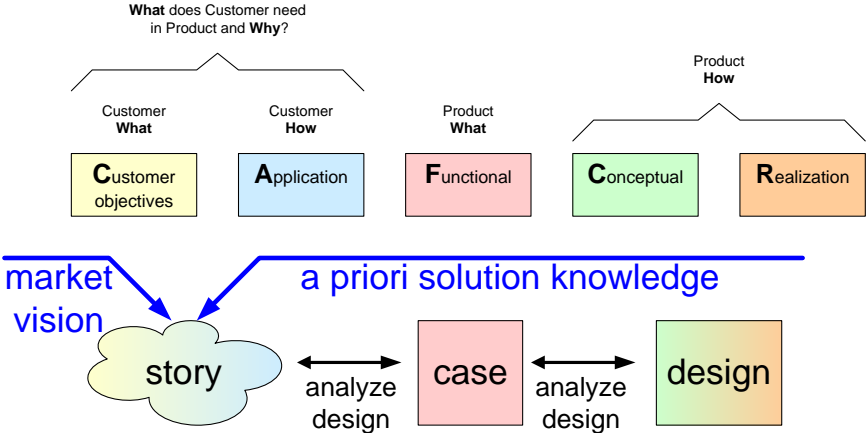 What does Customer need
in Product and Why?
Product
How
Customer
What
Customer
How
Product
What
Customer
objectives
Application
Functional
Conceptual
Realization
market
vision
a priori solution knowledge
story
analyze
design
case
analyze
design
design